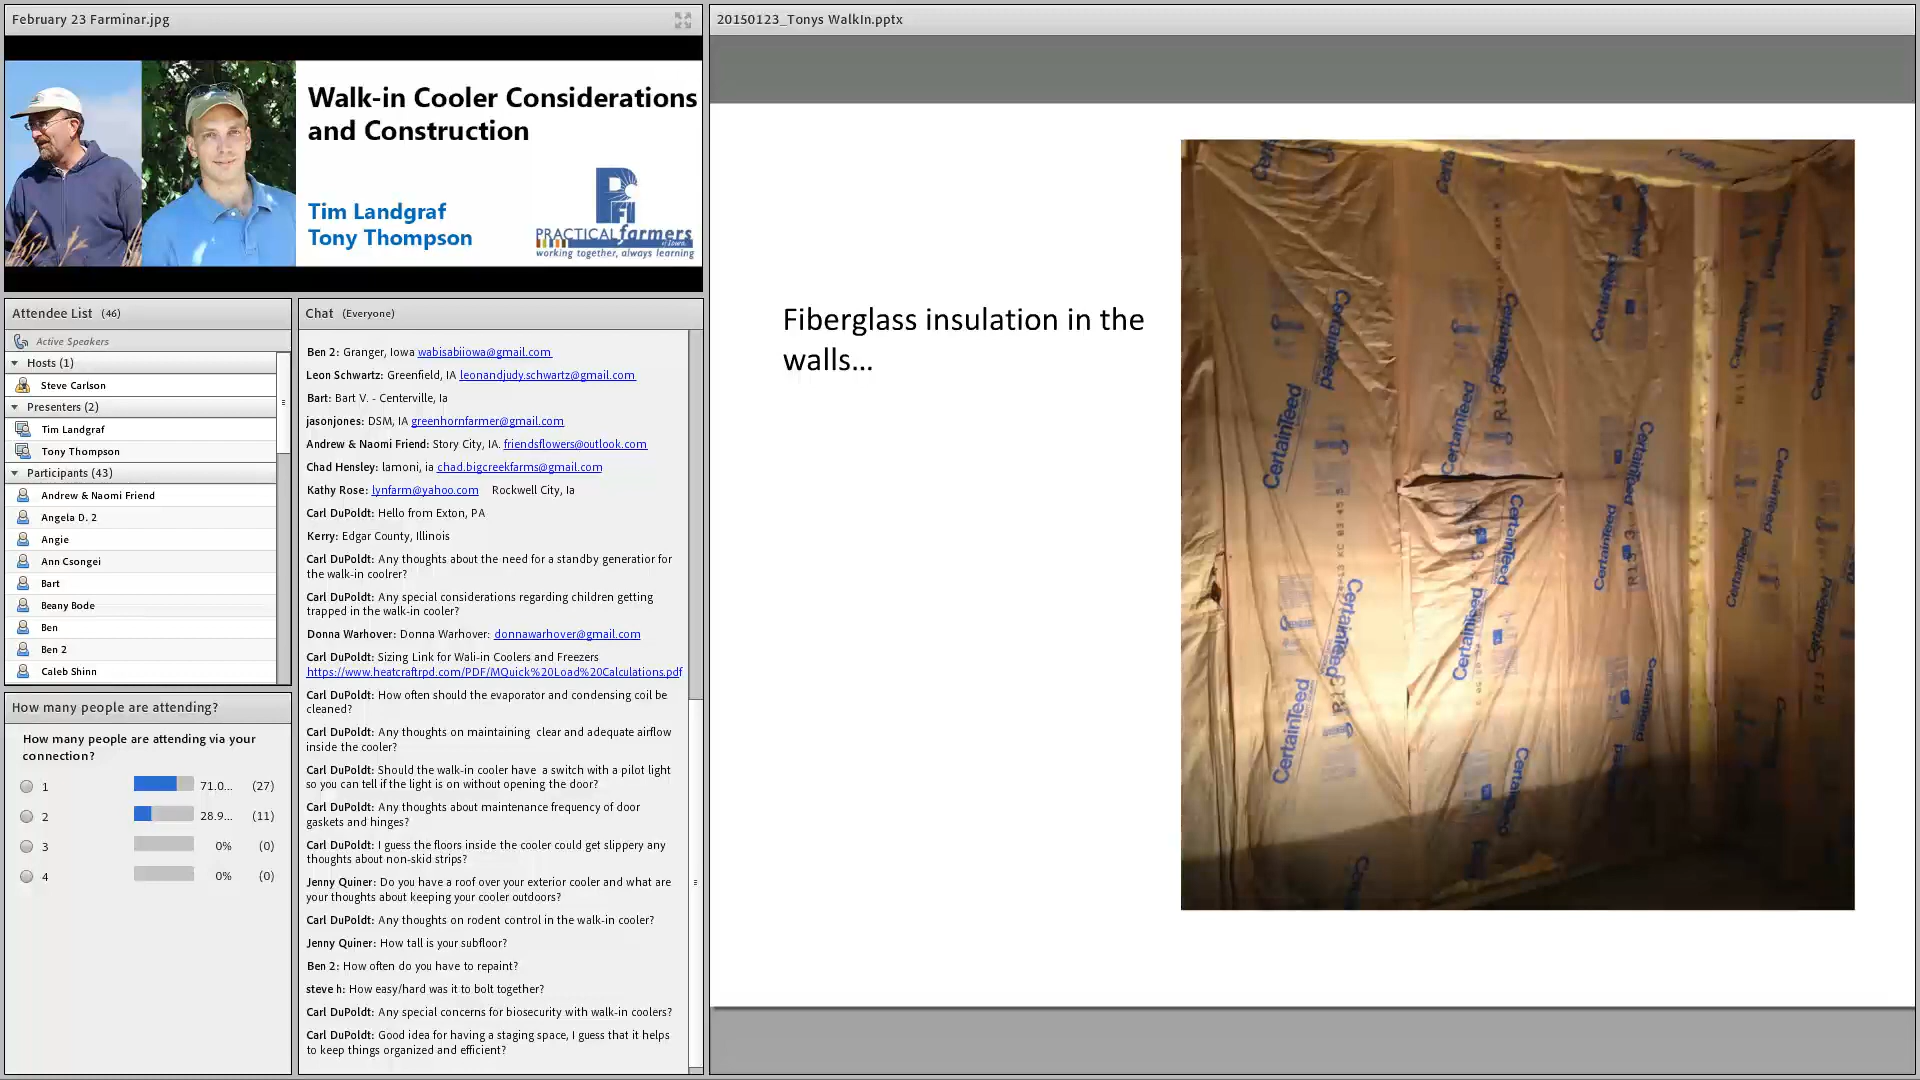 February 23 Farminar.jpg
Walk-in Cooler Considerations
and Construction
Tim Landgraf
Tony Thompson
PFI
PRACTICAL farmers
of Iowa
working together, always learning
Attendee List (46)
Active Speakers
Hosts (1)
Steve Carlson
Presenters (2)
Tim Landgraf
Tony Thompson
Participants (43)
Andrew & Naomi Friend
Angela D. 2
Angie
Ann Csongei
Bart
Beany Bode
Ben
Ben 2
Caleb Shinn
How many people are attending?
How many people are attending via your
connection?
1 71.0... (27)
2 28.9... (11)
3 0% (0)
4 0% (0)
Chat (Everyone)
Ben 2: Granger, Iowa wabisabiiowa@gmail.com
Leon Schwartz: Greenfield, IA leonandjudy.schwartz@gmail.com
Bart: Bart V. - Centerville, Ia
jasonjones: DSM, IA greenhornfarmer@gmail.com
Andrew & Naomi Friend: Story City, IA. friendsflowers@outlook.com
Chad Hensley: lamoni, ia chad.bigcreekfarms@gmail.com
Kathy Rose: lynfarm@yahoo.com Rockwell City, Ia
Carl DuPoldt: Hello from Exton, PA
Kerry: Edgar County, Illinois
Carl DuPoldt: Any thoughts about the need for a standby generatior for
the walk-in coolrer?
Carl DuPoldt: Any special considerations regarding children getting
trapped in the walk-in cooler?
Donna Warhover: Donna Warhover: donnawarhover@gmail.com
Carl DuPoldt: Sizing Link for Wali-in Coolers and Freezers
https://www.heatcraftrpd.com/PDF/MQuick%20Load%20Calculations.pdf
Carl DuPoldt: How often should the evaporator and condensing coil be
cleaned?
Carl DuPoldt: Any thoughts on maintaining clear and adequate airflow
inside the cooler?
Carl DuPoldt: Should the walk-in cooler have a switch with a pilot light
so you can tell if the light is on without opening the door?
Carl DuPoldt: Any thoughts about maintenance frequency of door
gaskets and hinges?
Carl DuPoldt: I guess the floors inside the cooler could get slippery any
thoughts about non-skid strips?
Jenny Quiner: Do you have a roof over your exterior cooler and what are
your thoughts about keeping your cooler outdoors?
Carl DuPoldt: Any thoughts on rodent control in the walk-in cooler?
Jenny Quiner: How tall is your subfloor?
Ben 2: How often do you have to repaint?
steve h: How easy/hard was it to bolt together?
Carl DuPoldt: Any special concerns for biosecurity with walk-in coolers?
Carl DuPoldt: Good idea for having a staging space, I guess that it helps
to keep things organized and efficient?
20150123_Tonys WalkIn.pptx
Fiberglass insulation in the
walls...
CertainTeed
CertainTeed
CertainTeed
CertainTeed
CertainTeed
CertainTeed
CertainTeed
R13
R13